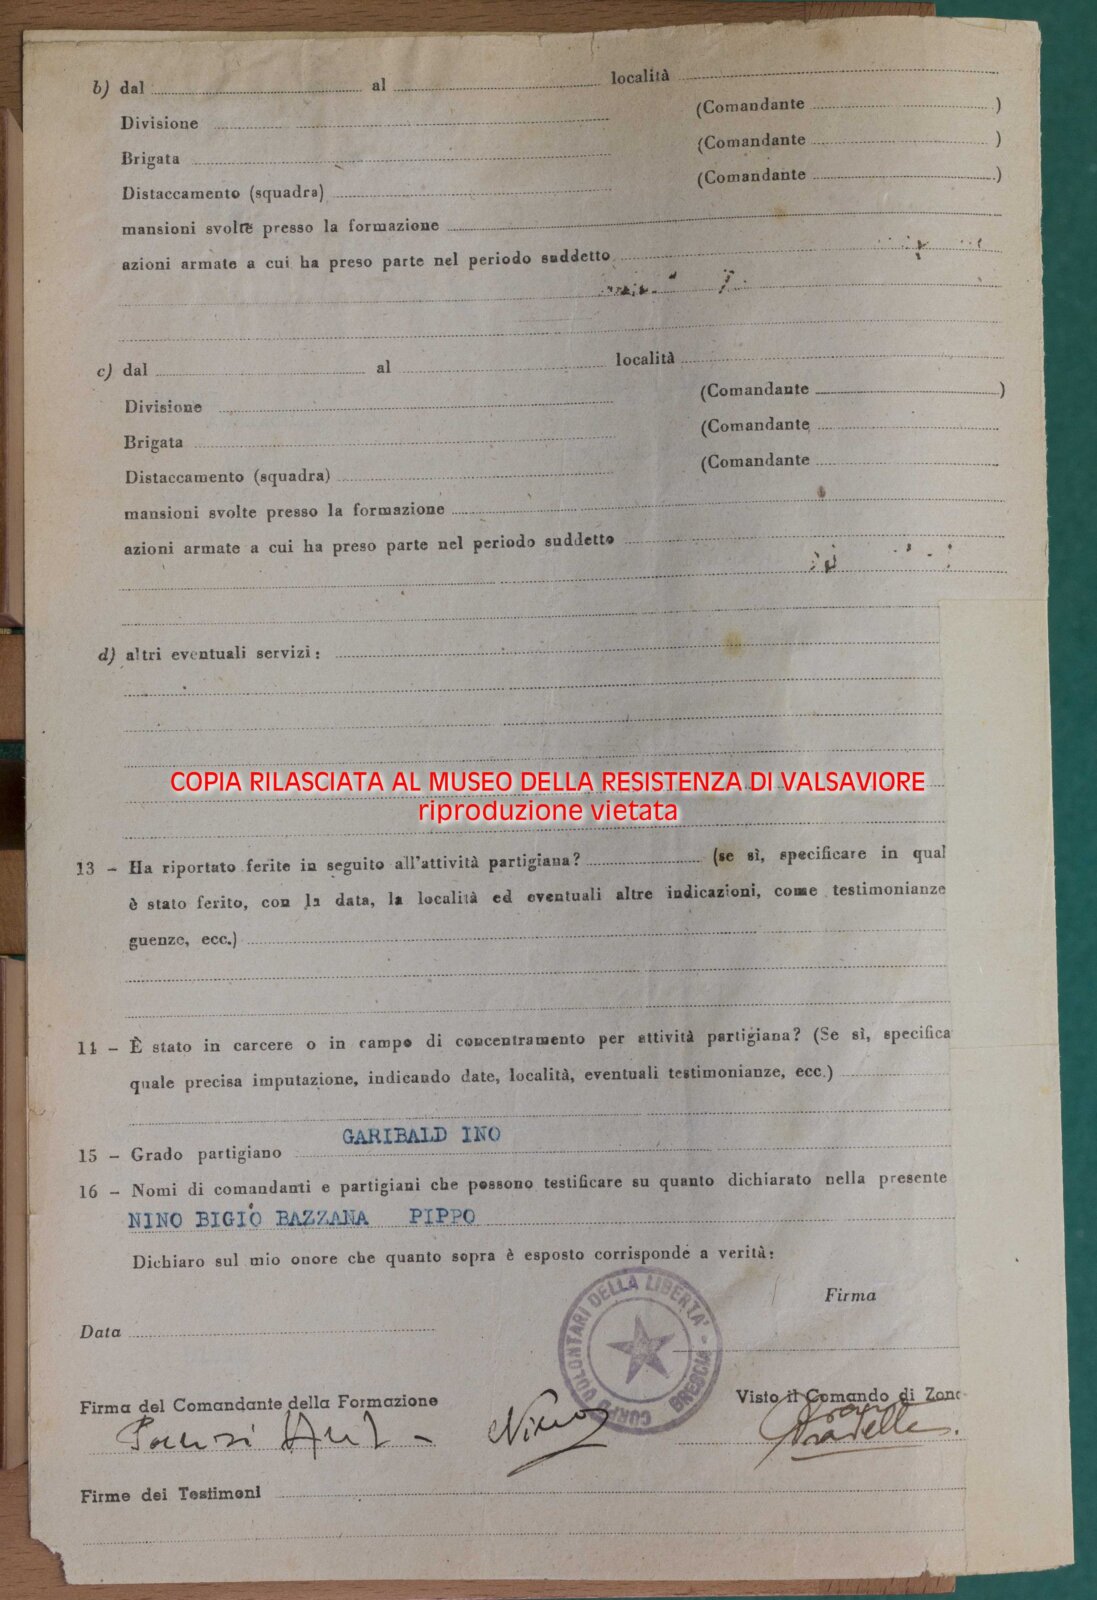 b) dal al località
Divisione (Comandante )
Brigata (Comandante )
Distaccamento (squadra) (Comandante )
mansioni svolte presso la formazione
azioni armate a cui ha preso parte nel periodo suddetto
c) dal al località
Divisione (Comandante )
Brigata (Comandante
Distaccamento (squadra) (Comandante
mansioni svolte presso la formazione
azioni armate a cui ha preso parte nel periodo suddetto
d) altri eventuali servizi :
COPIA RILASCIATA AL MUSEO DELLA RESISTENZA DI VALSAVIORE
riproduzione vietata
13 - Ha riportato ferite in seguito all'attività partigiana? (se sì, specificare in qual
è stato ferito, con la data, la località ed eventuali altre indicazioni, come testimonianze
guenze, ecc.)
14 - È stato in carcere o in campo di concentramento per attività partigiana? (Se sì, specifica
quale precisa imputazione, indicando date, località, eventuali testimonianze, ecc.)
15 - Grado partigiano GARIBALD INO
16 - Nomi di comandanti e partigiani che possono testificare su quanto dichiarato nella presente
NINO BIGIO BAZZANA PIPPO
Dichiaro sul mio onore che quanto sopra è esposto corrisponde a verità:
Firma
Data
CORPO VOLONTARI DELLA LIBERTA' - BRESCIA
Firma del Comandante della Formazione Visto il Comando di Zona
Nino
Firme dei Testimoni